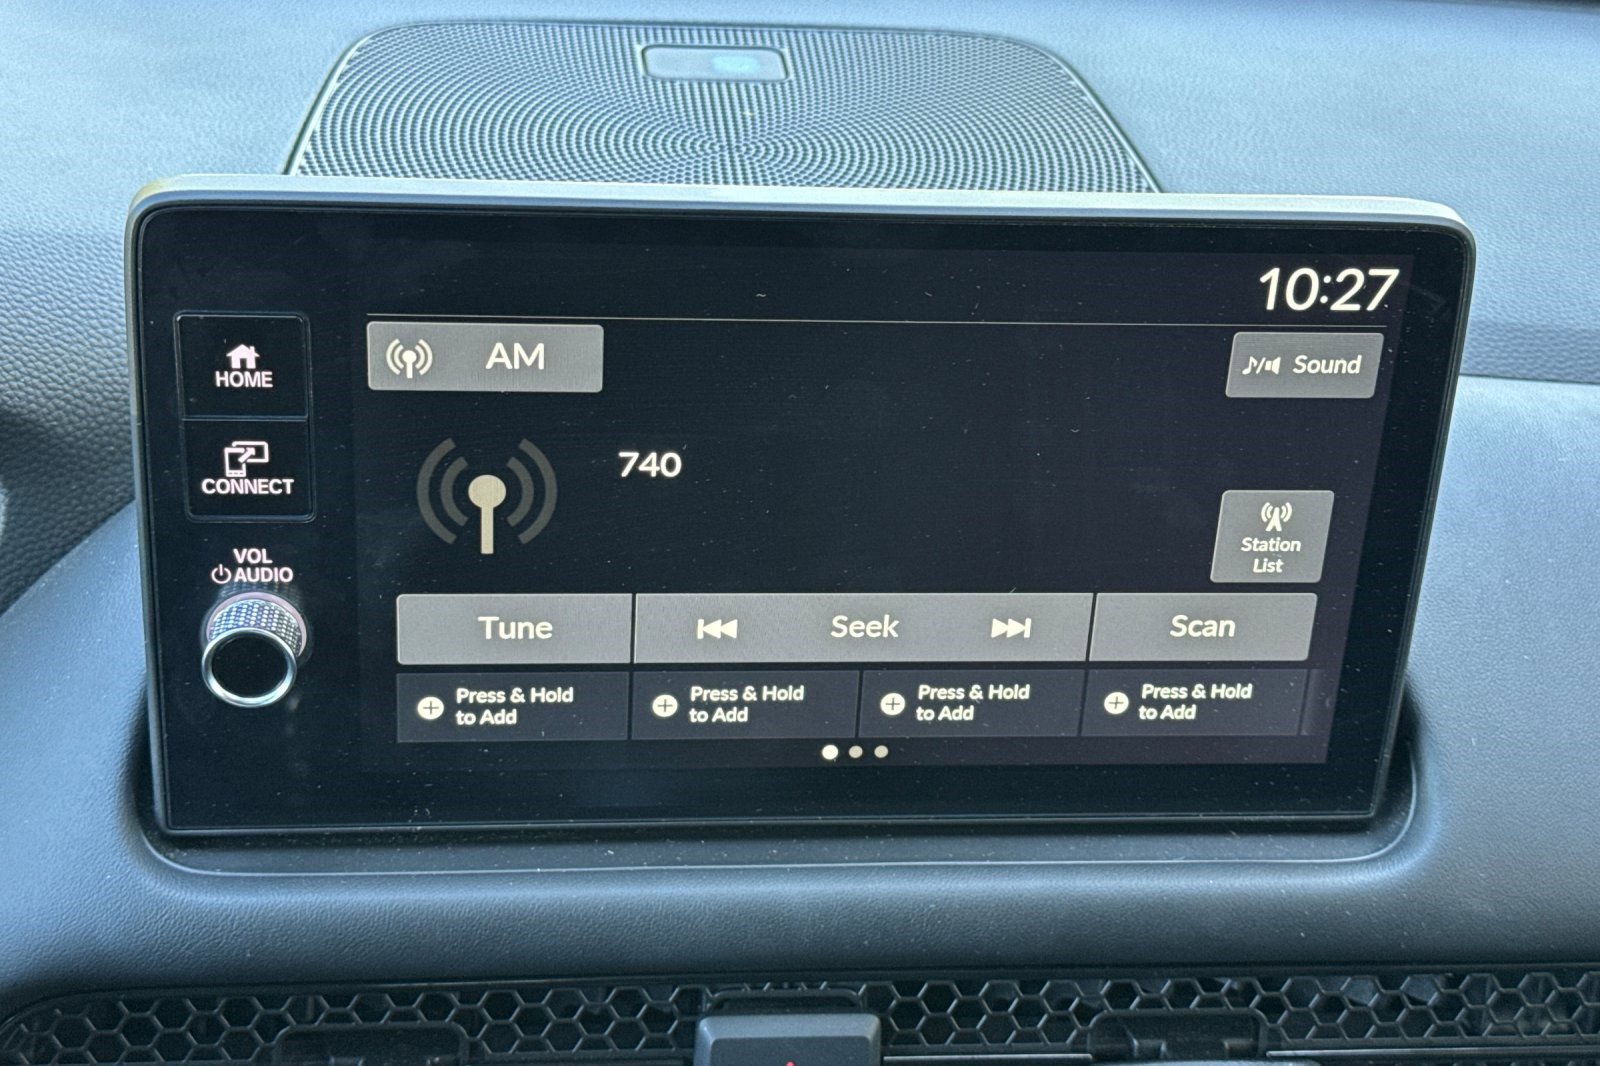 10:27
AM
Sound
HOME
740
CONNECT
Station
List
VOL
AUDIO
Tune
Seek
Scan
Press & Hold
to Add
Press & Hold
to Add
Press & Hold
to Add
Press & Hold
to Add